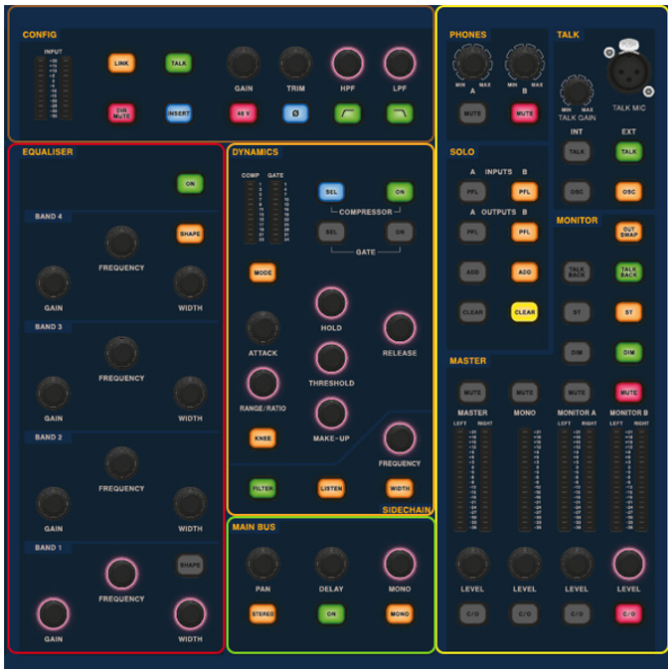 CONFIG
INPUT
LINK
TALK
GAIN
TRIM
HPF
LPF
DIR MUTE
INSERT
48 V
Ø
EQUALISER
ON
BAND 4
SHAPE
FREQUENCY
GAIN
WIDTH
BAND 3
FREQUENCY
GAIN
WIDTH
BAND 2
FREQUENCY
GAIN
WIDTH
BAND 1
SHAPE
FREQUENCY
GAIN
WIDTH
DYNAMICS
COMP GATE
SEL
ON
COMPRESSOR
SEL
ON
GATE
MODE
HOLD
ATTACK
RELEASE
THRESHOLD
RANGE/RATIO
MAKE-UP
KNEE
FREQUENCY
FILTER
LISTEN
WIDTH
SIDECHAIN
MAIN BUS
PAN
DELAY
MONO
STEREO
ON
MONO
PHONES
MIN MAX
MIN MAX
A
B
MUTE
MUTE
TALK
MIN MAX
TALK GAIN
TALK MIC
INT
EXT
TALK
TALK
OSC
OSC
SOLO
A INPUTS B
PFL
PFL
A OUTPUTS B
PFL
PFL
ADD
ADD
CLEAR
CLEAR
MONITOR
OUT SWAP
TALK BACK
TALK BACK
ST
ST
DIM
DIM
MASTER
MUTE
MUTE
MUTE
MUTE
MASTER
MONO
MONITOR A
MONITOR B
LEFT RIGHT
LEFT RIGHT
LEFT RIGHT
LEVEL
LEVEL
LEVEL
LEVEL
C/O
C/O
C/O
C/O